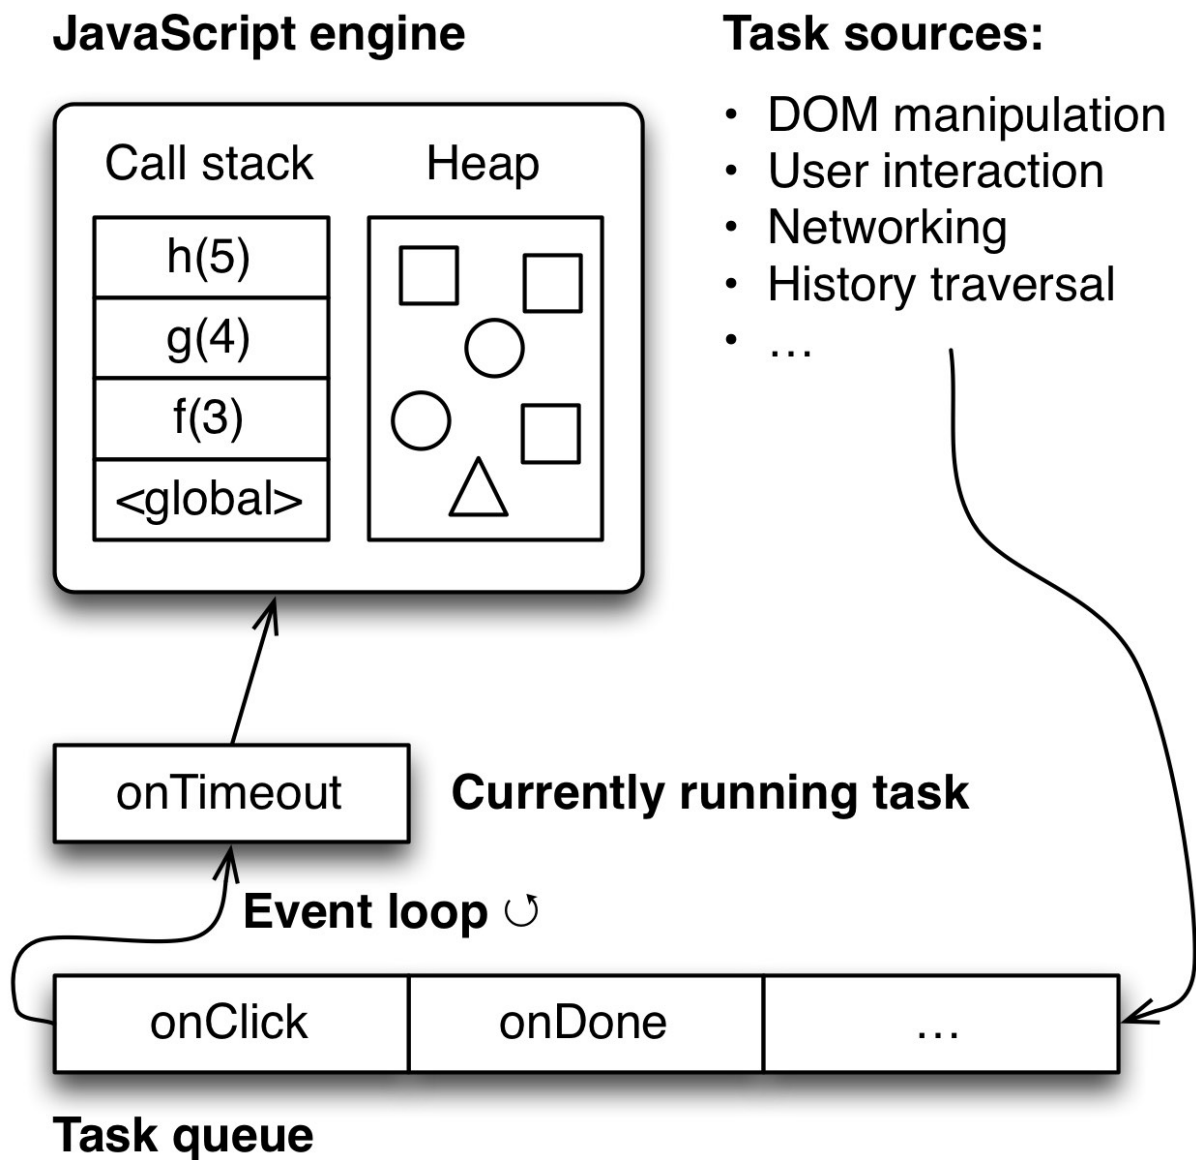 JavaScript engine
Call stack
Heap
h(5)
g(4)
f(3)
<global>
Task sources:
• DOM manipulation
• User interaction
• Networking
• History traversal
• …
onTimeout
Currently running task
Event loop
onClick
onDone
…
Task queue